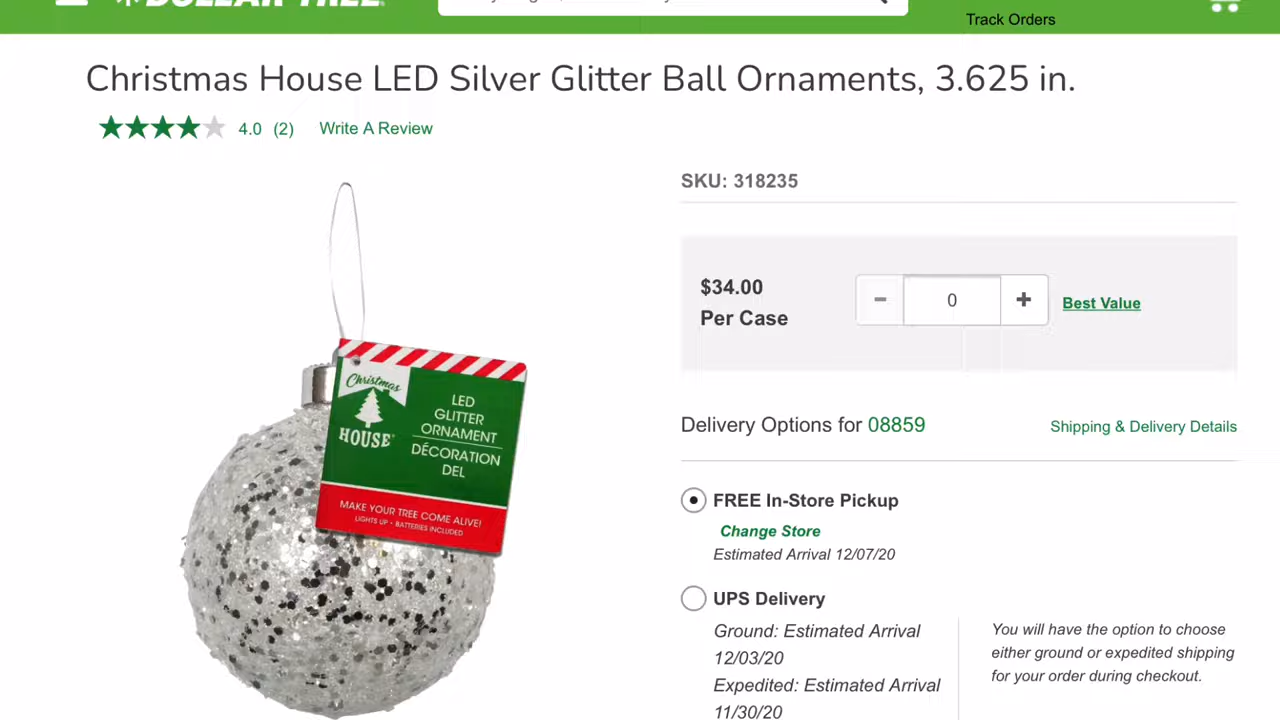 DOLLAR TREE
Track Orders
Christmas House LED Silver Glitter Ball Ornaments, 3.625 in.
4.0 (2) Write A Review
SKU: 318235
$34.00
Per Case
− 0 +
Best Value
Christmas
HOUSE
LED
GLITTER
ORNAMENT
DÉCORATION
DEL
MAKE YOUR TREE COME ALIVE!
LIGHTS UP • BATTERIES INCLUDED
Delivery Options for 08859
Shipping & Delivery Details
FREE In-Store Pickup
Change Store
Estimated Arrival 12/07/20
UPS Delivery
Ground: Estimated Arrival
12/03/20
Expedited: Estimated Arrival
11/30/20
You will have the option to choose
either ground or expedited shipping
for your order during checkout.